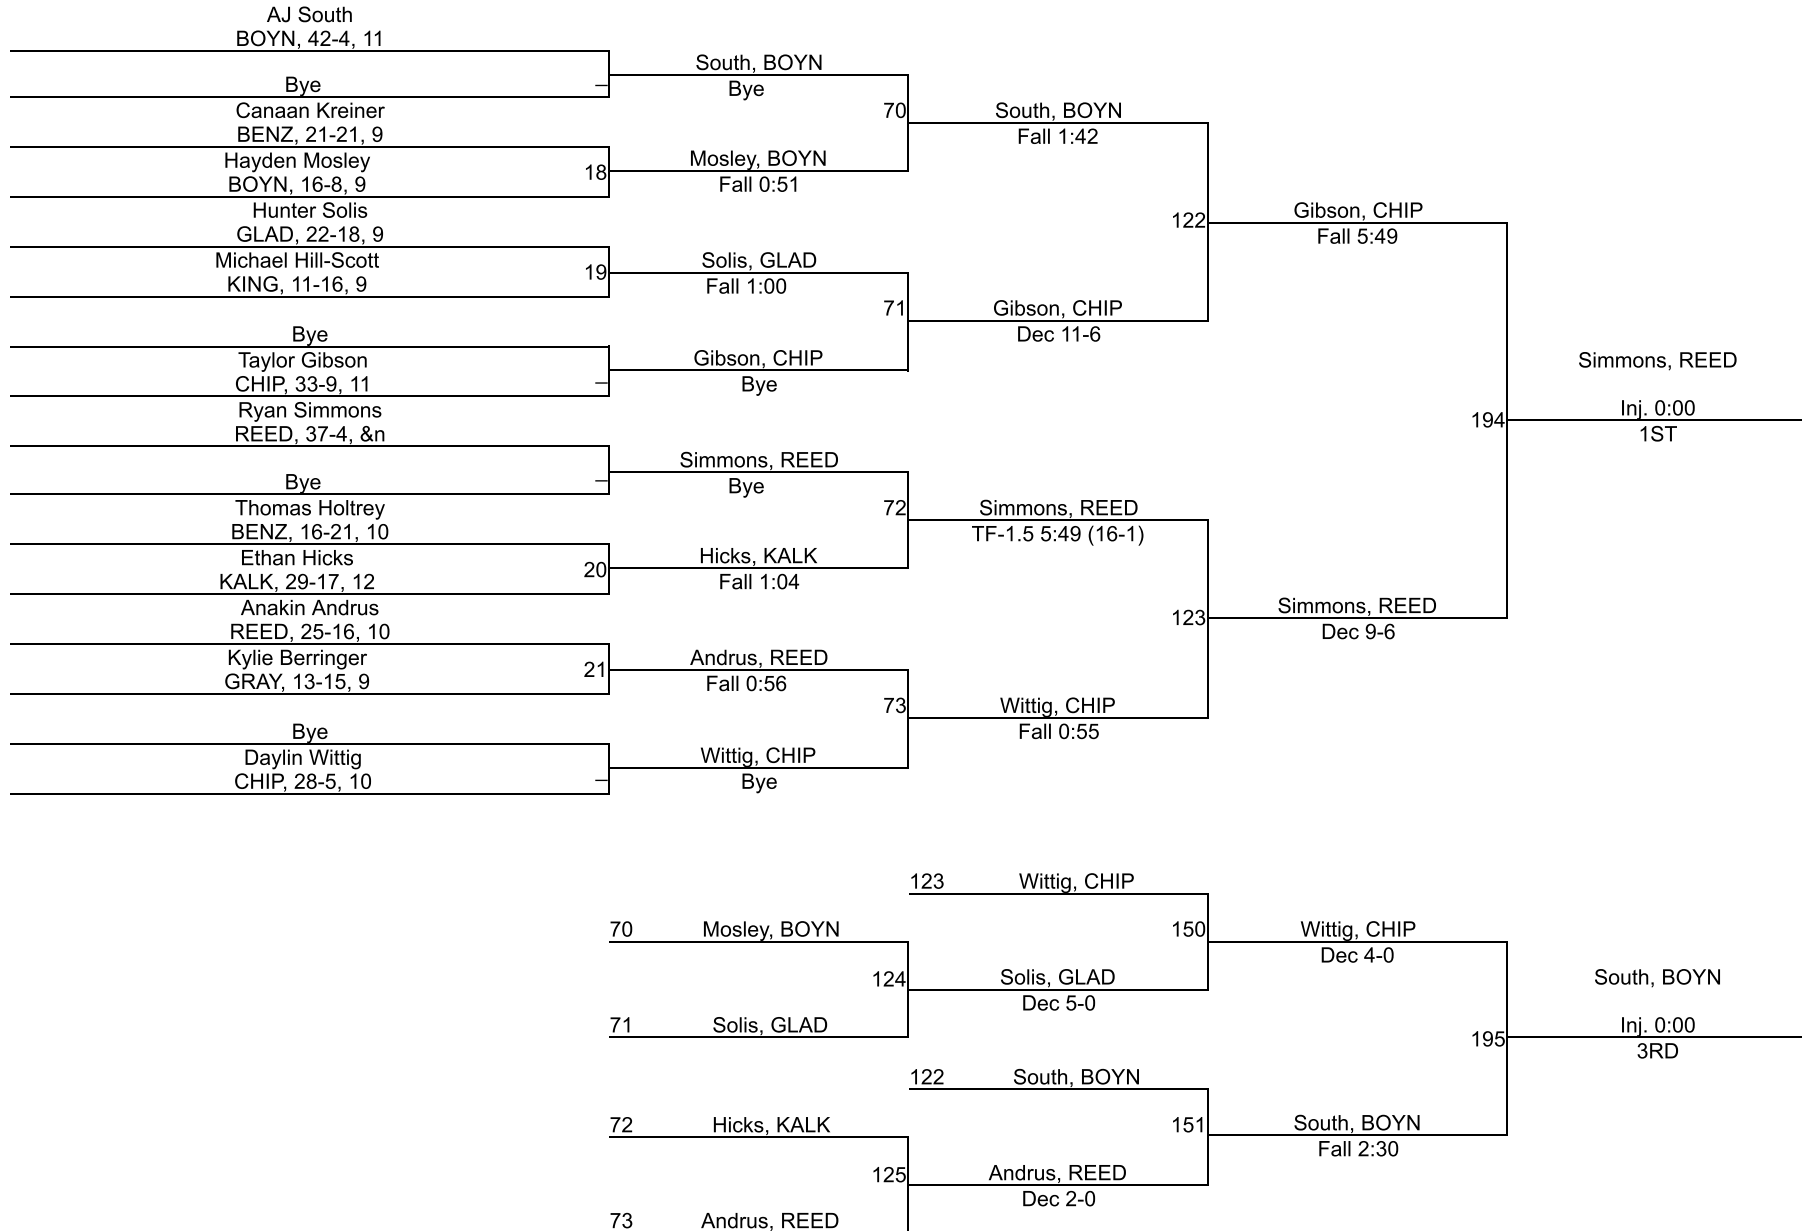 AJ South
BOYN, 42-4, 11
Bye
–
Canaan Kreiner
BENZ, 21-21, 9
Hayden Mosley
BOYN, 16-8, 9
18
Hunter Solis
GLAD, 22-18, 9
Michael Hill-Scott
KING, 11-16, 9
19
Bye
Taylor Gibson
CHIP, 33-9, 11
–
Ryan Simmons
REED, 37-4, &n
Bye
–
Thomas Holtrey
BENZ, 16-21, 10
Ethan Hicks
KALK, 29-17, 12
20
Anakin Andrus
REED, 25-16, 10
Kylie Berringer
GRAY, 13-15, 9
21
Bye
Daylin Wittig
CHIP, 28-5, 10
–
South, BOYN
Bye
70
Mosley, BOYN
Fall 0:51
Solis, GLAD
Fall 1:00
71
Gibson, CHIP
Bye
Simmons, REED
Bye
72
Hicks, KALK
Fall 1:04
Andrus, REED
Fall 0:56
73
Wittig, CHIP
Bye
South, BOYN
Fall 1:42
122
Gibson, CHIP
Dec 11-6
Simmons, REED
TF-1.5 5:49 (16-1)
123
Wittig, CHIP
Fall 0:55
Gibson, CHIP
Fall 5:49
194
Simmons, REED
Dec 9-6
Simmons, REED
Inj. 0:00
1ST
70 Mosley, BOYN
124
71 Solis, GLAD
72 Hicks, KALK
125
73 Andrus, REED
123 Wittig, CHIP
150
Solis, GLAD
Dec 5-0
122 South, BOYN
151
Andrus, REED
Dec 2-0
Wittig, CHIP
Dec 4-0
195
South, BOYN
Fall 2:30
South, BOYN
Inj. 0:00
3RD